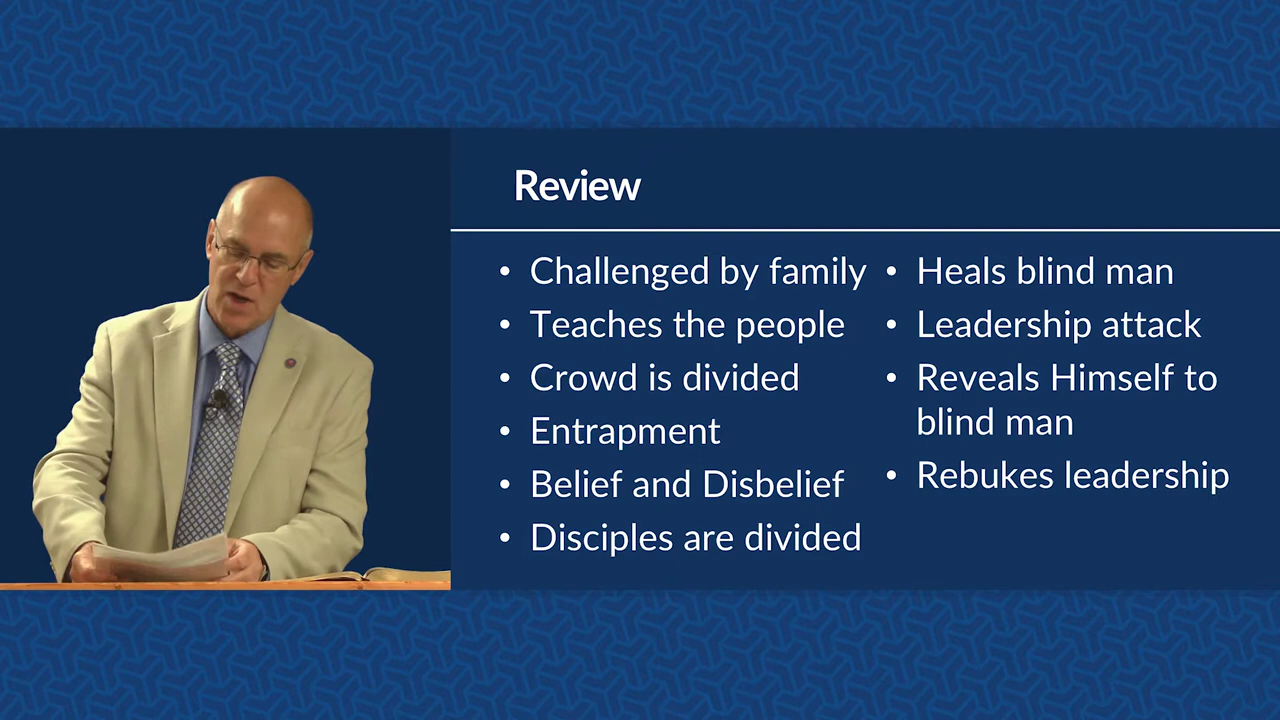 Review
• Challenged by family
• Teaches the people
• Crowd is divided
• Entrapment
• Belief and Disbelief
• Disciples are divided
• Heals blind man
• Leadership attack
• Reveals Himself to
blind man
• Rebukes leadership